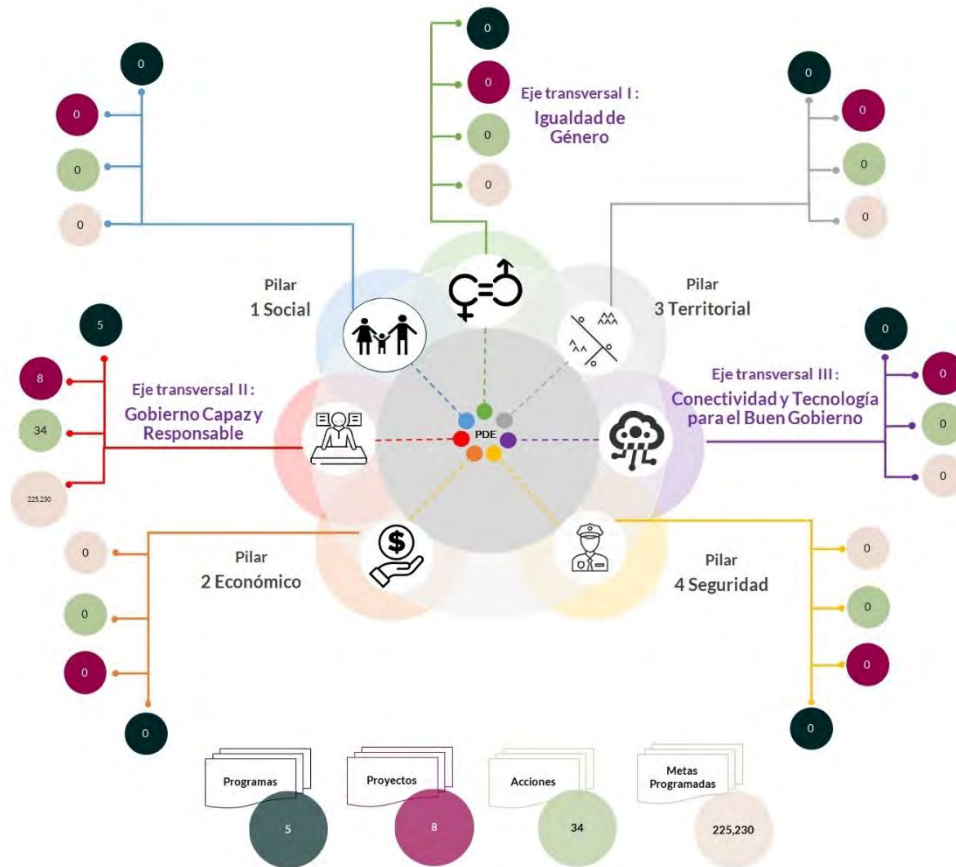 0
0
0
0
0
0
0
0
Eje transversal I :
Igualdad de
Género
0
0
0
0
Pilar
1 Social
Pilar
3 Territorial
5
8
34
225,230
Eje transversal II :
Gobierno Capaz y
Responsable
PDE
Eje transversal III :
Conectividad y Tecnología
para el Buen Gobierno
0
0
0
0
Pilar
2 Económico
0
0
0
0
Pilar
4 Seguridad
0
0
0
0
Programas
5
Proyectos
8
Acciones
34
Metas
Programadas
225,230